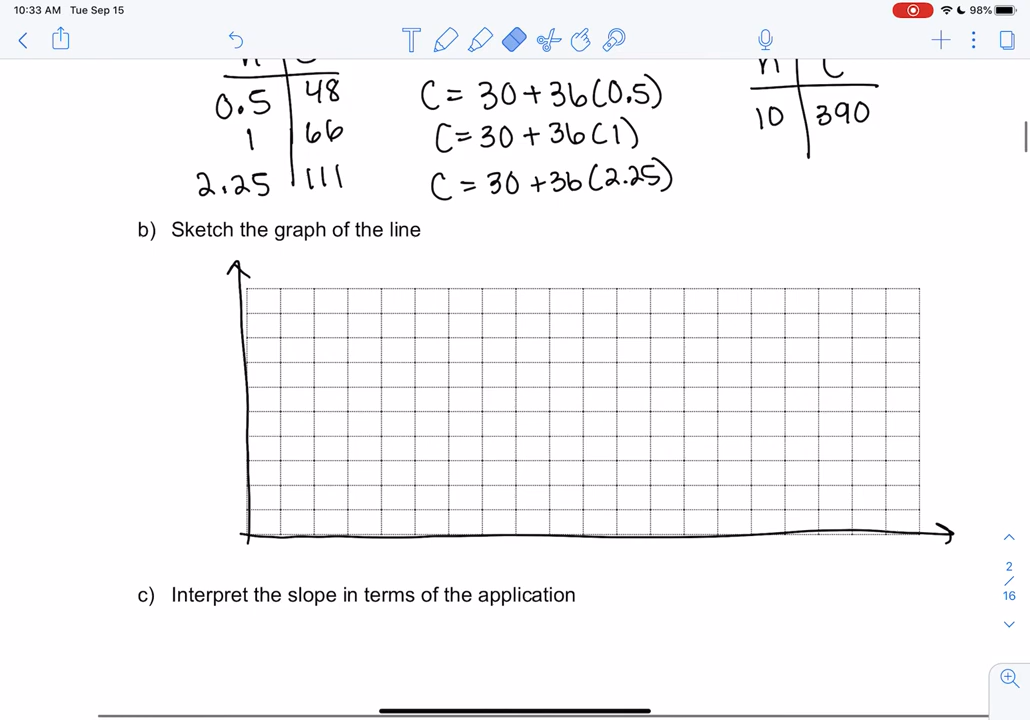 10:33 AM Tue Sep 15
98%
T
0.5 48
C = 30 + 36(0.5)
10 390
1 66
C = 30 + 36(1)
2.25 111
C = 30 + 36(2.25)
b) Sketch the graph of the line
c) Interpret the slope in terms of the application
2
/
16